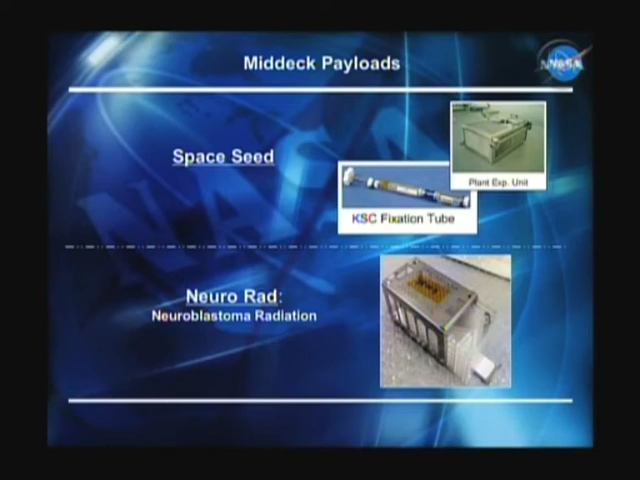 Middeck Payloads
NASA
Space Seed
Plant Exp. Unit
KSC Fixation Tube
Neuro Rad:
Neuroblastoma Radiation